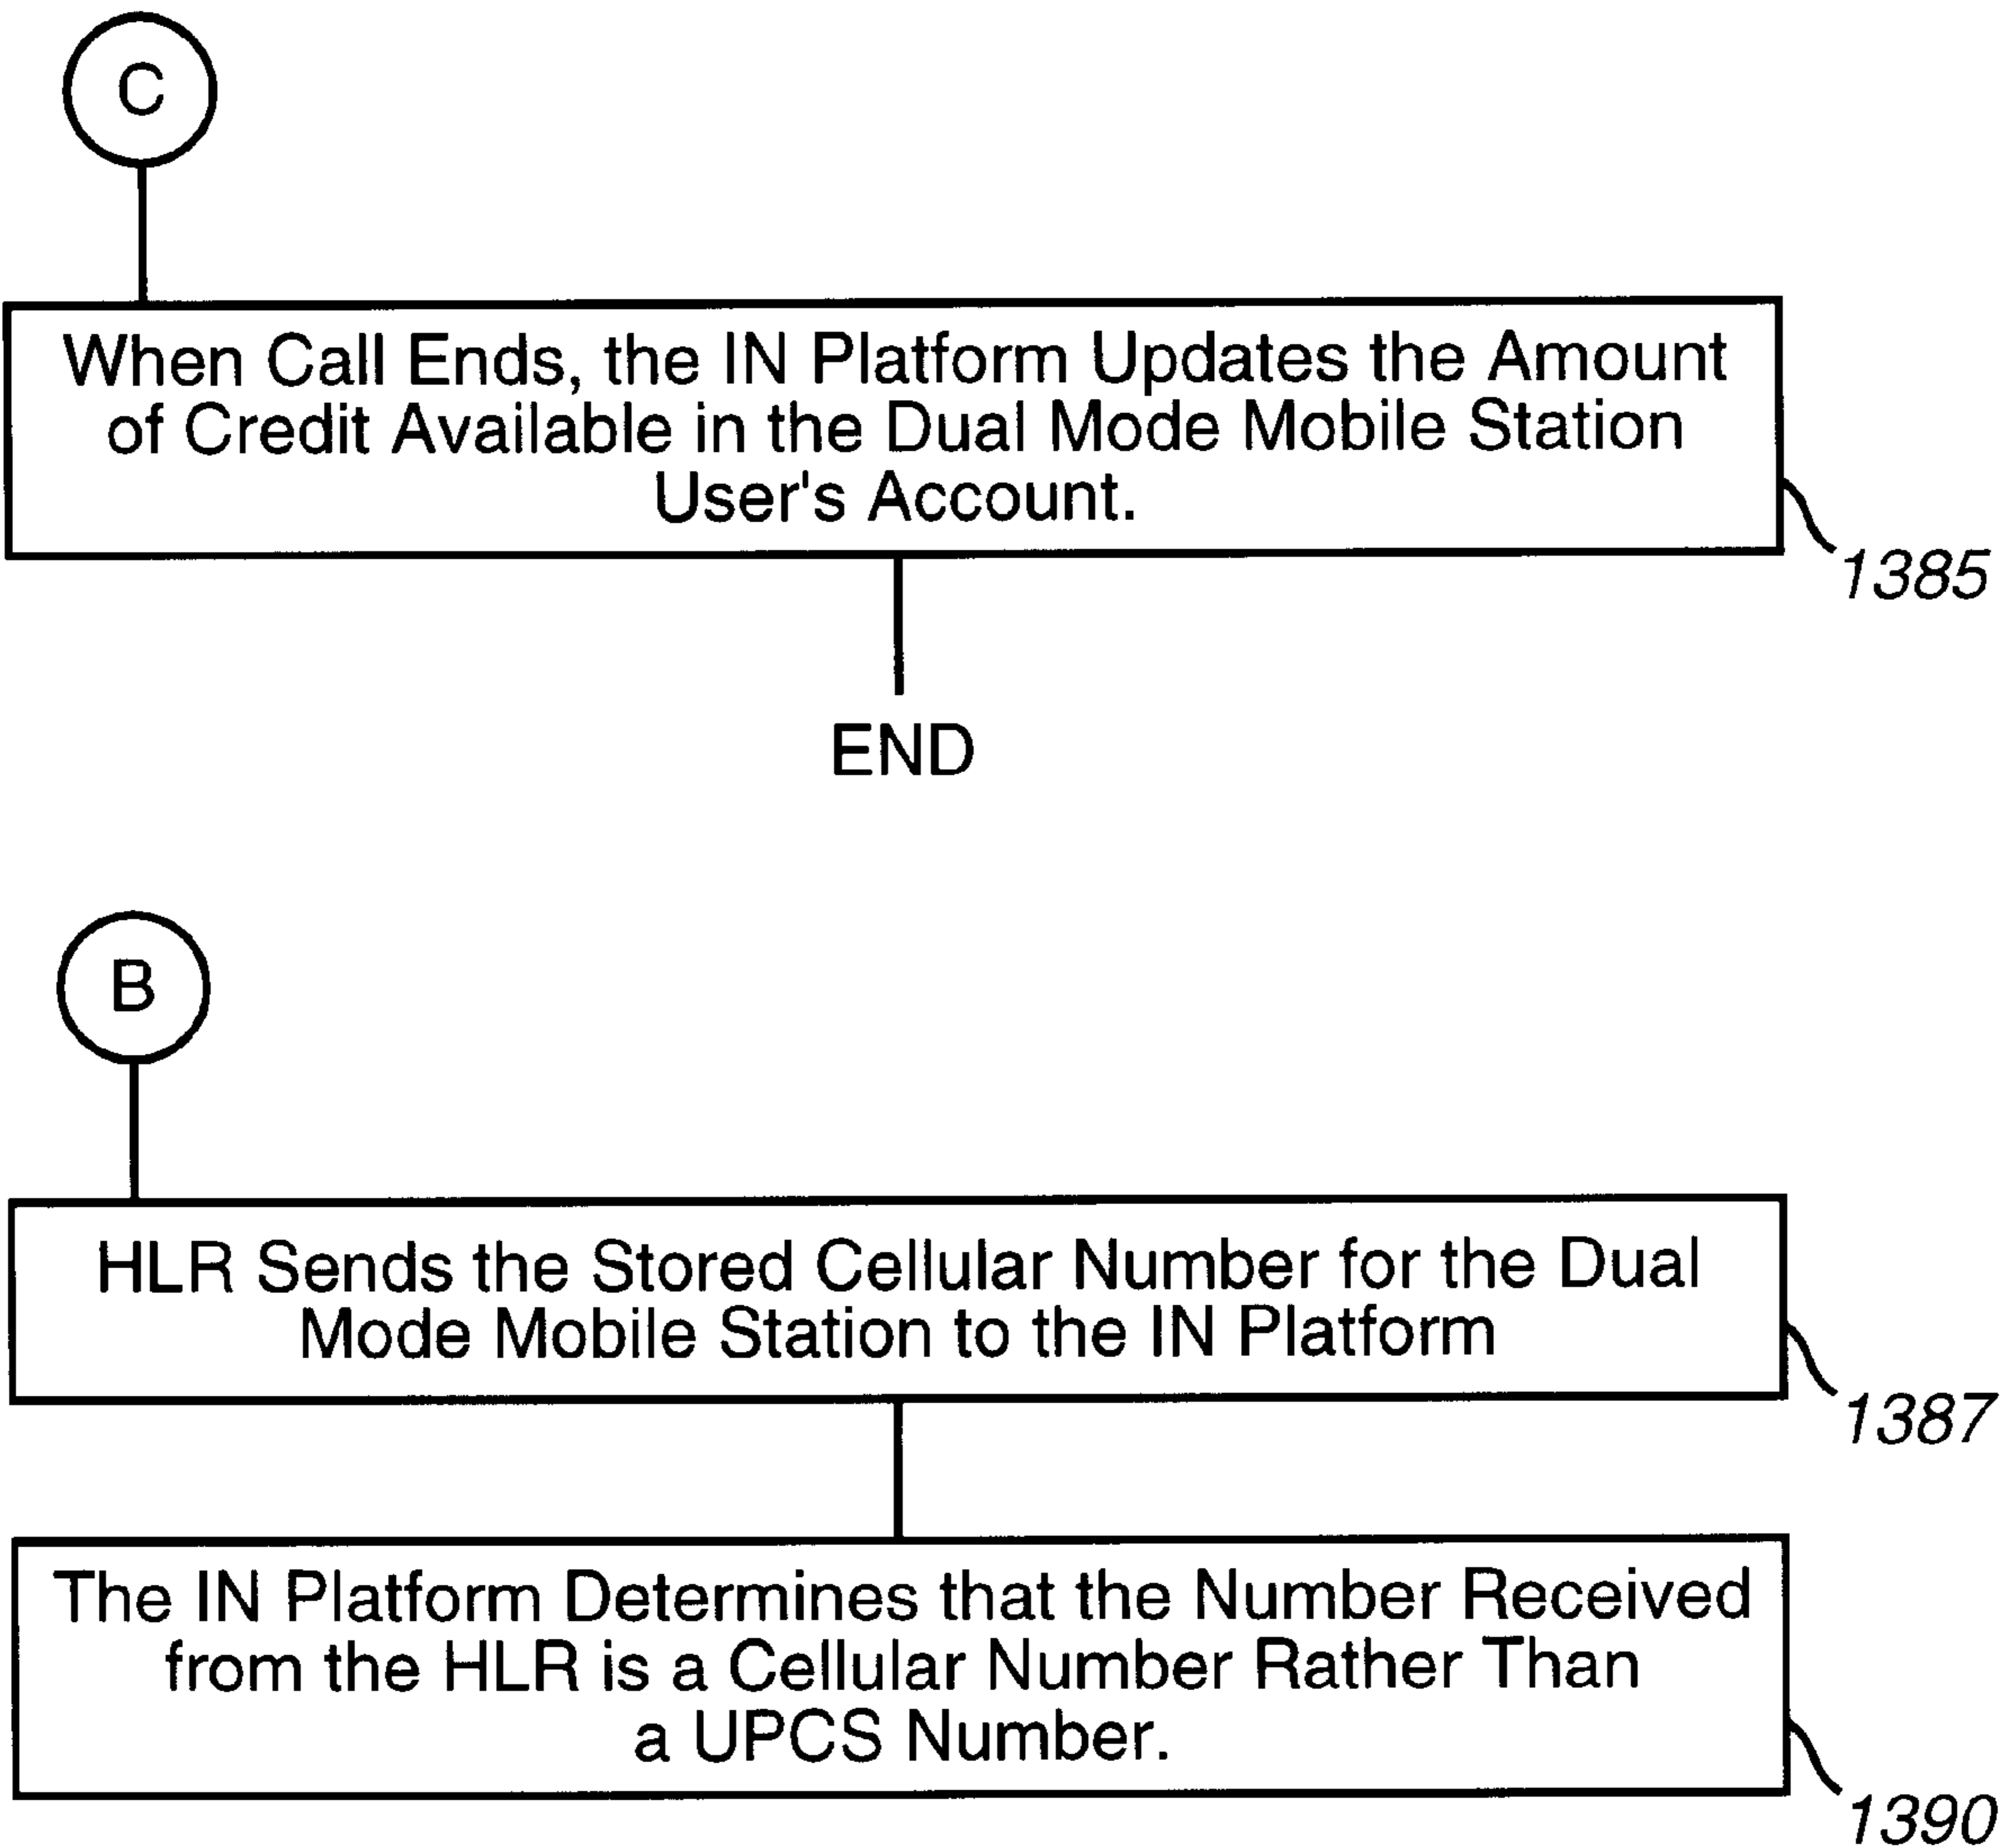 C
When Call Ends, the IN Platform Updates the Amount
of Credit Available in the Dual Mode Mobile Station
User's Account.
1385
END
B
HLR Sends the Stored Cellular Number for the Dual
Mode Mobile Station to the IN Platform
1387
The IN Platform Determines that the Number Received
from the HLR is a Cellular Number Rather Than
a UPCS Number.
1390